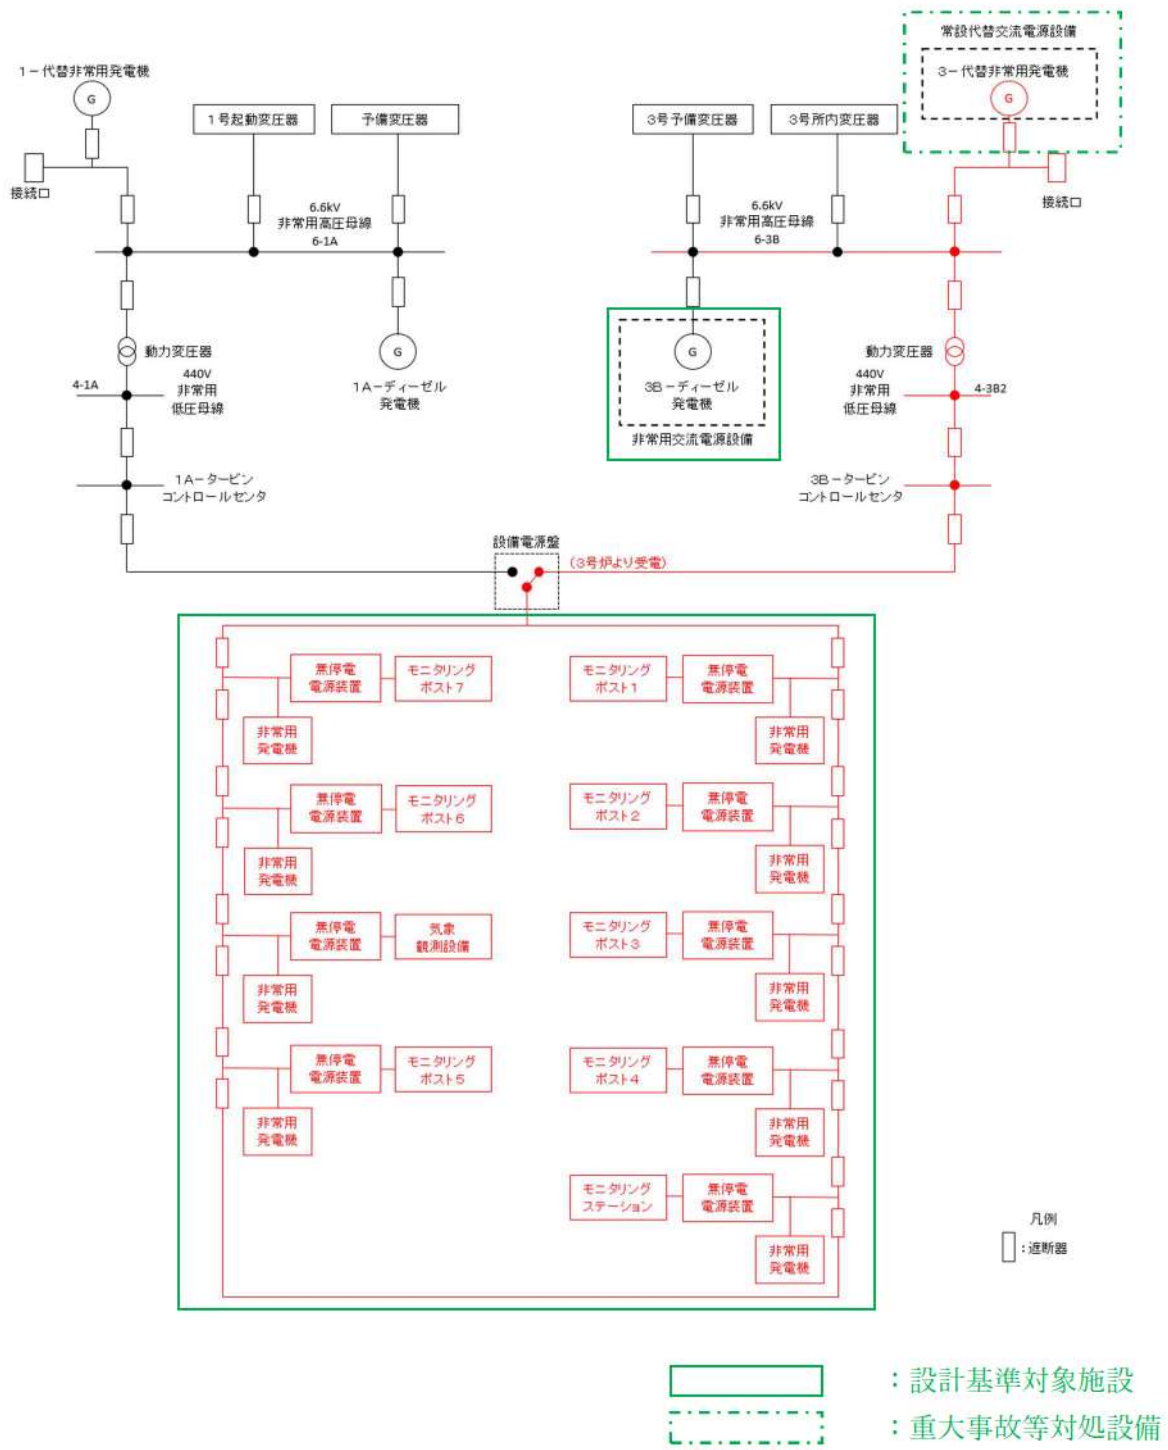 常設代替交流電源設備
1－代替非常用発電機
3－代替非常用発電機
G
G
1号起動変圧器
予備変圧器
3号予備変圧器
3号所内変圧器
接続口
接続口
6.6kV
非常用高圧母線
6-1A
6.6kV
非常用高圧母線
6-3B
動力変圧器
G
G
動力変圧器
4-1A
440V
非常用
低圧母線
1A－ディーゼル
発電機
3B－ディーゼル
発電機
440V
非常用
低圧母線
4-3B2
非常用交流電源設備
1A－タービン
コントロールセンタ
3B－タービン
コントロールセンタ
設備電源盤
(3号炉より受電)
無停電
電源装置
モニタリング
ポスト7
モニタリング
ポスト1
無停電
電源装置
非常用
発電機
非常用
発電機
無停電
電源装置
モニタリング
ポスト6
モニタリング
ポスト2
無停電
電源装置
非常用
発電機
非常用
発電機
無停電
電源装置
気象
観測設備
モニタリング
ポスト3
無停電
電源装置
非常用
発電機
非常用
発電機
無停電
電源装置
モニタリング
ポスト5
モニタリング
ポスト4
無停電
電源装置
非常用
発電機
非常用
発電機
モニタリング
ステーション
無停電
電源装置
非常用
発電機
凡例
：遮断器
：設計基準対象施設
：重大事故等対処設備